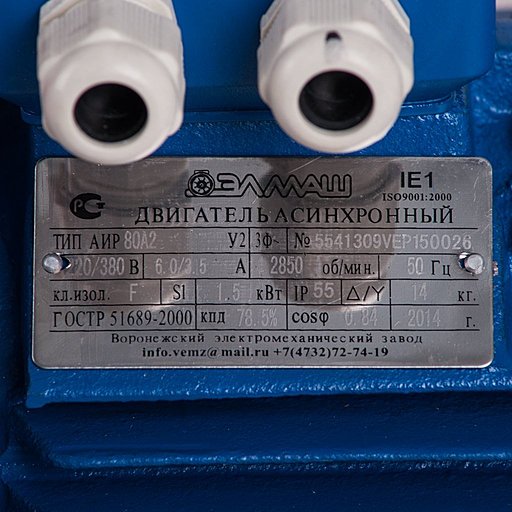 ЭЛМАШ IE1
ISO9001:2000
ДВИГАТЕЛЬ АСИНХРОННЫЙ
ТИП АИР 80А2 У2 3ф~ № 5541309VEP150026
220/380 В 6.0/3.5 А 2850 об/мин. 50 Гц
кл.изол. F S1 1.5 кВт IP 55 Δ/Y 14 кг.
ГОСТР 51689-2000 кпд 78.5% cosφ 0.84 2014 г.
Воронежский электромеханический завод
info.vemz@mail.ru +7(4732)72-74-19